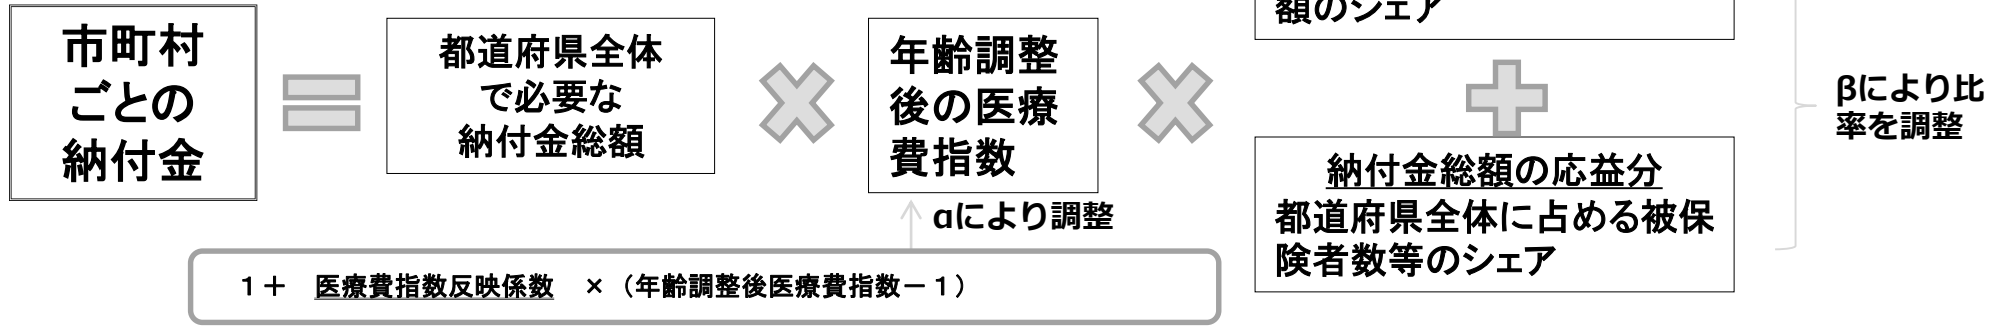 市町村
ごとの
納付金
都道府県全体
で必要な
納付金総額
年齢調整
後の医療
費指数
額のシェア
納付金総額の応益分
都道府県全体に占める被保
険者数等のシェア
βにより比
率を調整
αにより調整
１＋　医療費指数反映係数　×（年齢調整後医療費指数－１）